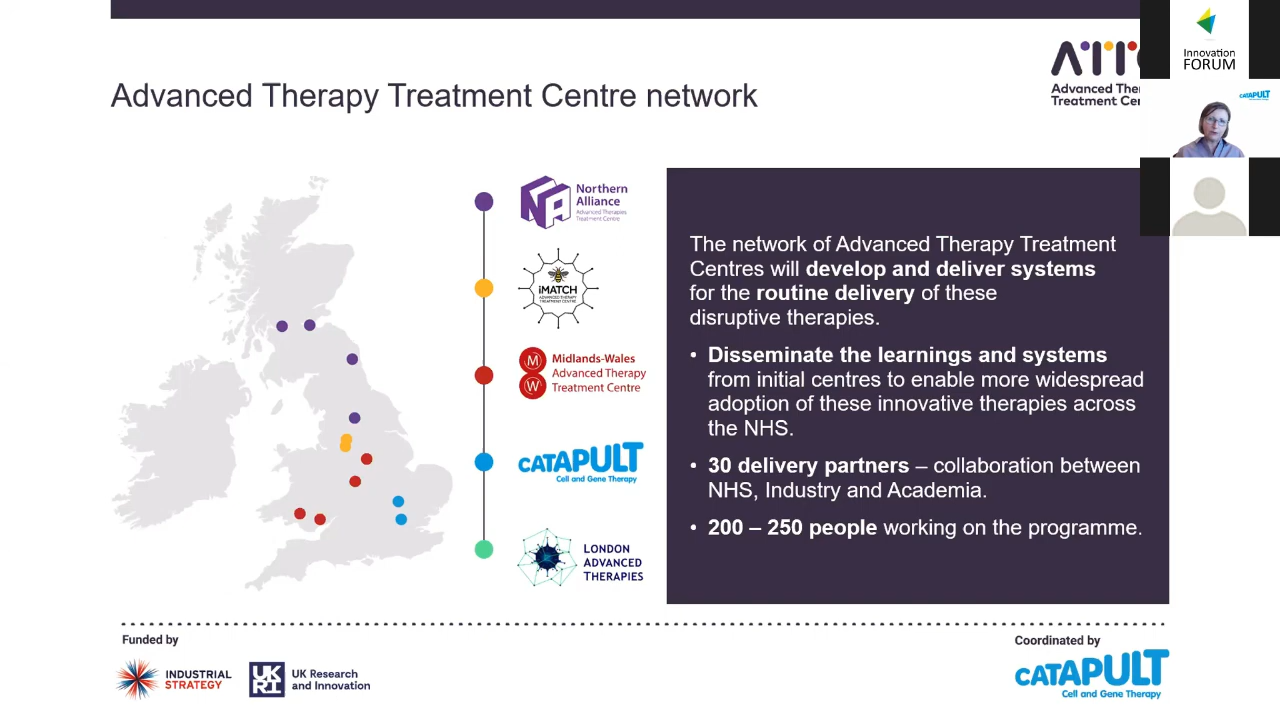 Advanced Therapy Treatment Centre network
Advanced
Treatment
Innovation
FORUM
CATAPULT
Northern
Alliance
Advanced Therapies
Treatment Centre
iMATCH
ADVANCED THERAPY
TREATMENT CENTRE
M
W
Midlands-Wales
Advanced Therapy
Treatment Centre
CATAPULT
Cell and Gene Therapy
LONDON
ADVANCED
THERAPIES
The network of Advanced Therapy Treatment
Centres will develop and deliver systems
for the routine delivery of these
disruptive therapies.
• Disseminate the learnings and systems
from initial centres to enable more widespread
adoption of these innovative therapies across
the NHS.
• 30 delivery partners – collaboration between
NHS, Industry and Academia.
• 200 – 250 people working on the programme.
Funded by
INDUSTRIAL
STRATEGY
UK
RI
UK Research
and Innovation
Coordinated by
CATAPULT
Cell and Gene Therapy